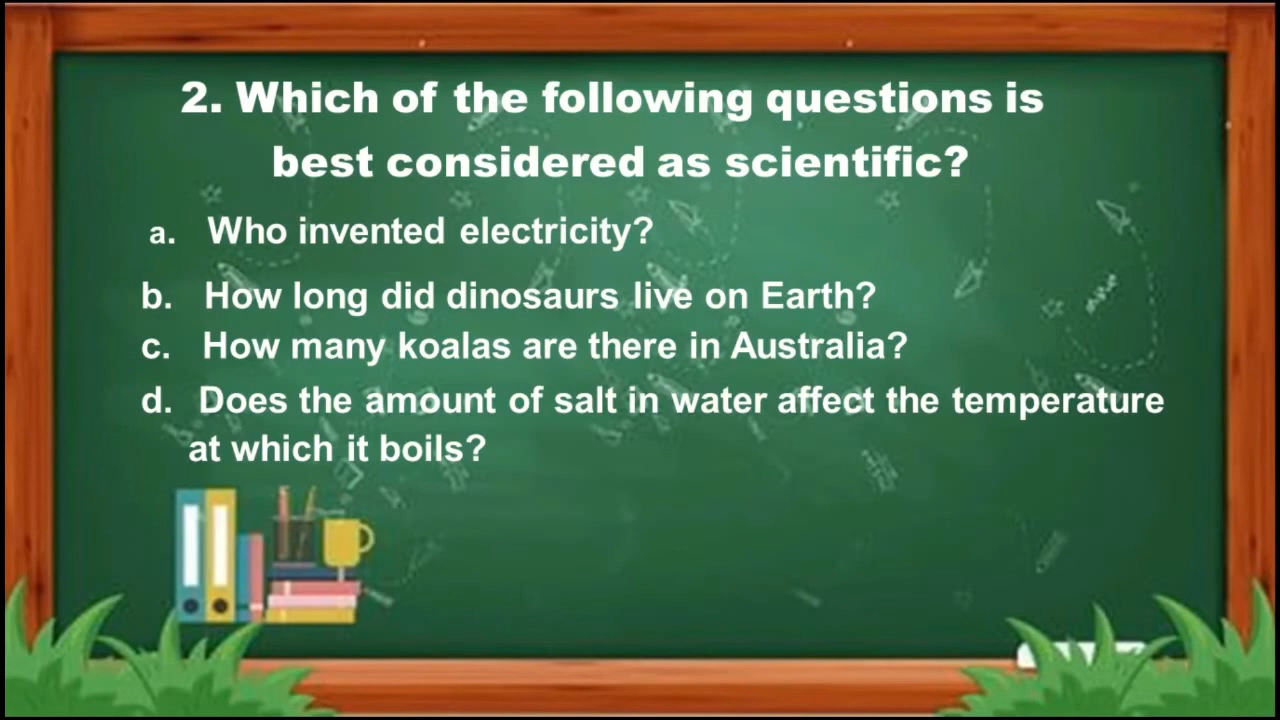 2. Which of the following questions is
best considered as scientific?
a. Who invented electricity?
b. How long did dinosaurs live on Earth?
c. How many koalas are there in Australia?
d. Does the amount of salt in water affect the temperature
at which it boils?